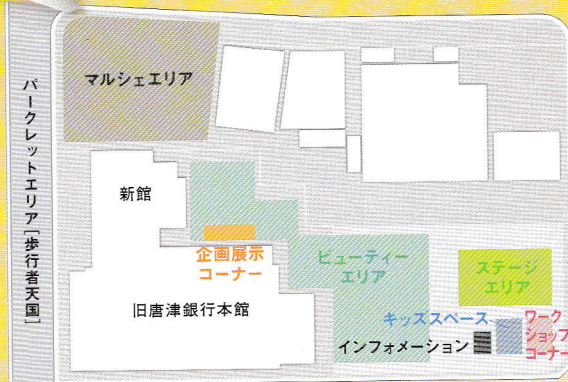 マルシェエリア
パークレットエリア[歩行者天国]
新館
企画展示
コーナー
ビューティー
エリア
ステージ
エリア
旧唐津銀行本館
キッズスペース
ワーク
ショップ
コーナー
インフォメーション